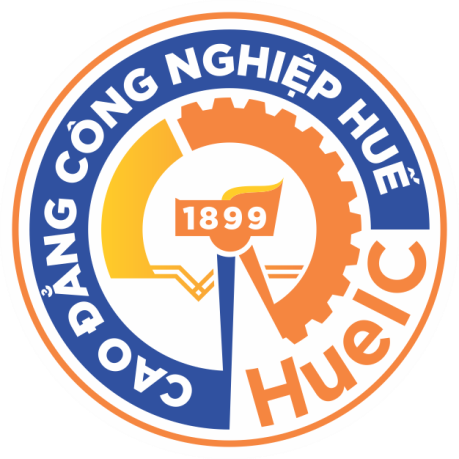 CAO ĐẲNG CÔNG NGHIỆP HUẾ
1899
HueIC